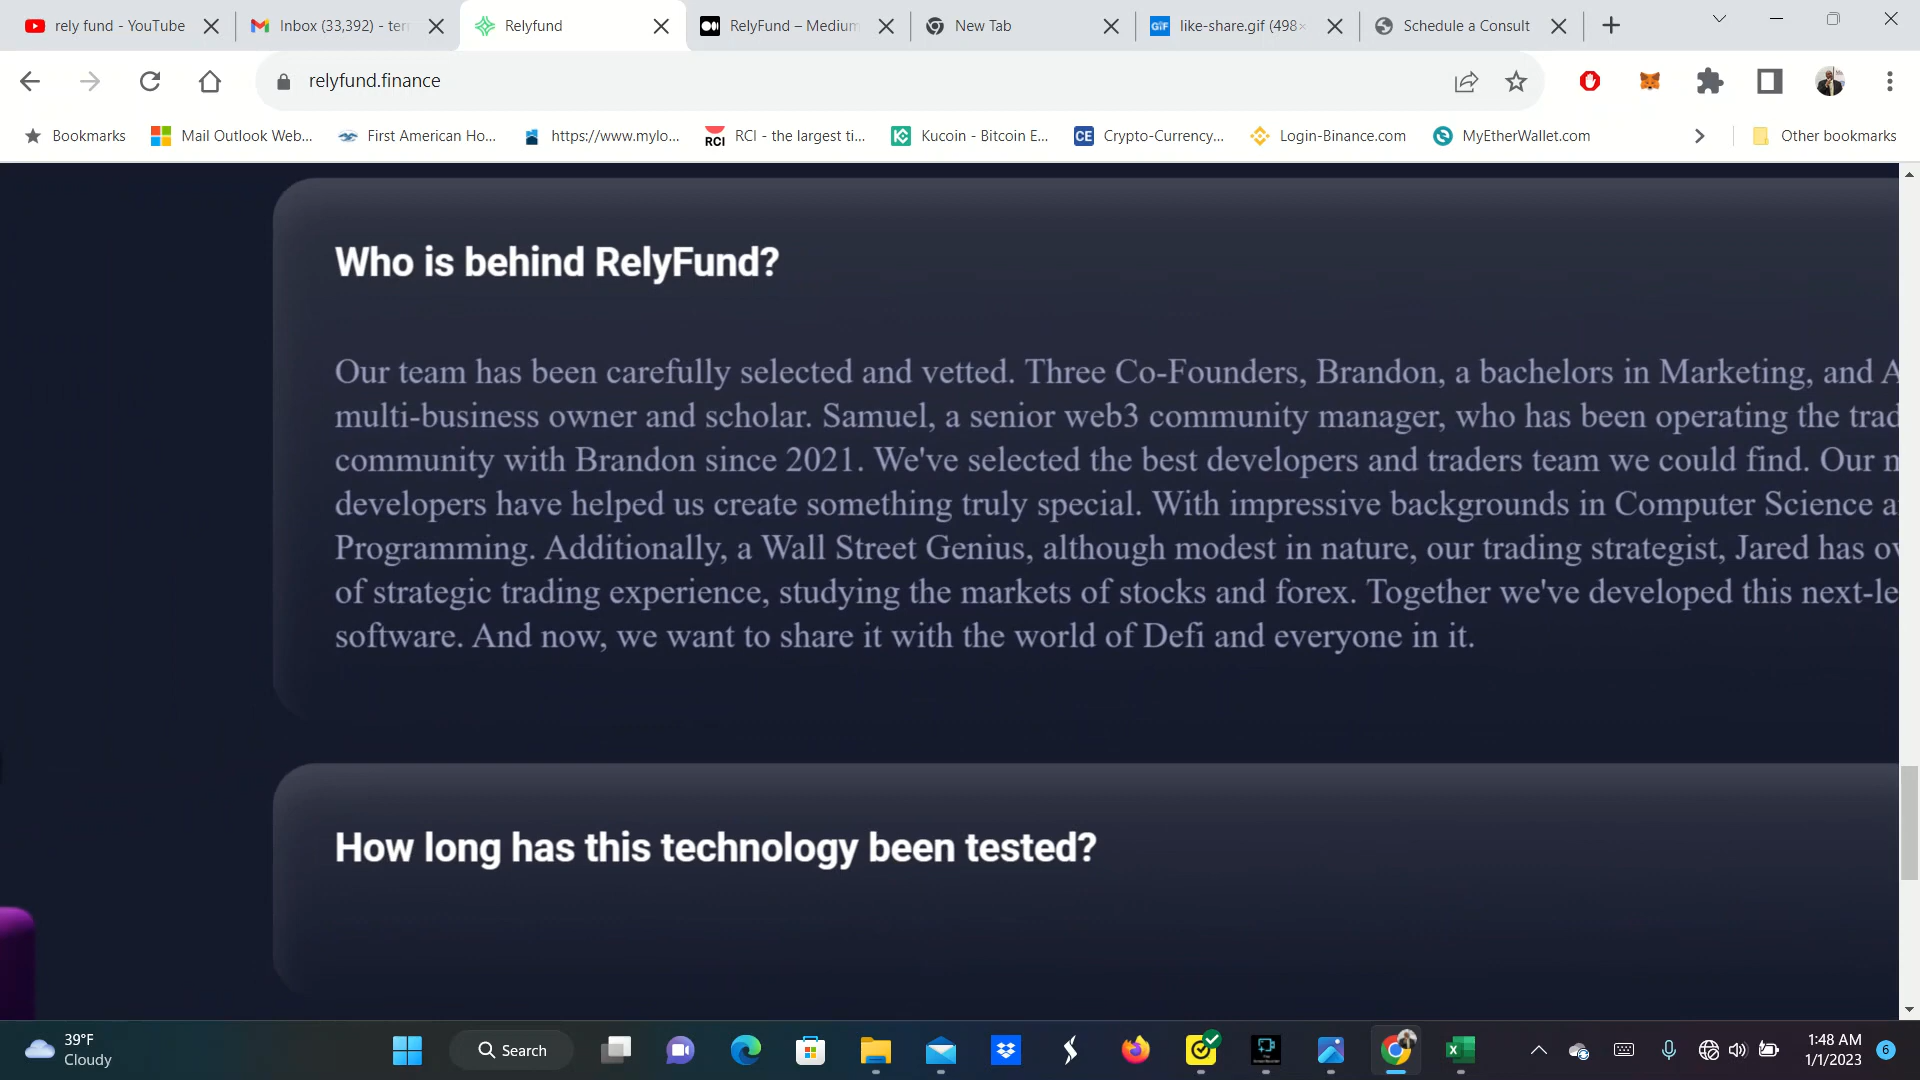 rely fund - YouTube
Inbox (33,392) - ter
Relyfund
RelyFund – Medium
New Tab
like-share.gif (498×
Schedule a Consult
relyfund.finance
Bookmarks
Mail Outlook Web...
First American Ho...
https://www.mylo...
RCI - the largest ti...
Kucoin - Bitcoin E...
Crypto-Currency...
Login-Binance.com
MyEtherWallet.com
Other bookmarks
Who is behind RelyFund?
Our team has been carefully selected and vetted. Three Co-Founders, Brandon, a bachelors in Marketing, and A
multi-business owner and scholar. Samuel, a senior web3 community manager, who has been operating the trad
community with Brandon since 2021. We've selected the best developers and traders team we could find. Our
developers have helped us create something truly special. With impressive backgrounds in Computer Science a
Programming. Additionally, a Wall Street Genius, although modest in nature, our trading strategist, Jared has ov
of strategic trading experience, studying the markets of stocks and forex. Together we've developed this next-le
software. And now, we want to share it with the world of Defi and everyone in it.
How long has this technology been tested?
39°F
Cloudy
Search
1:48 AM
1/1/2023
6